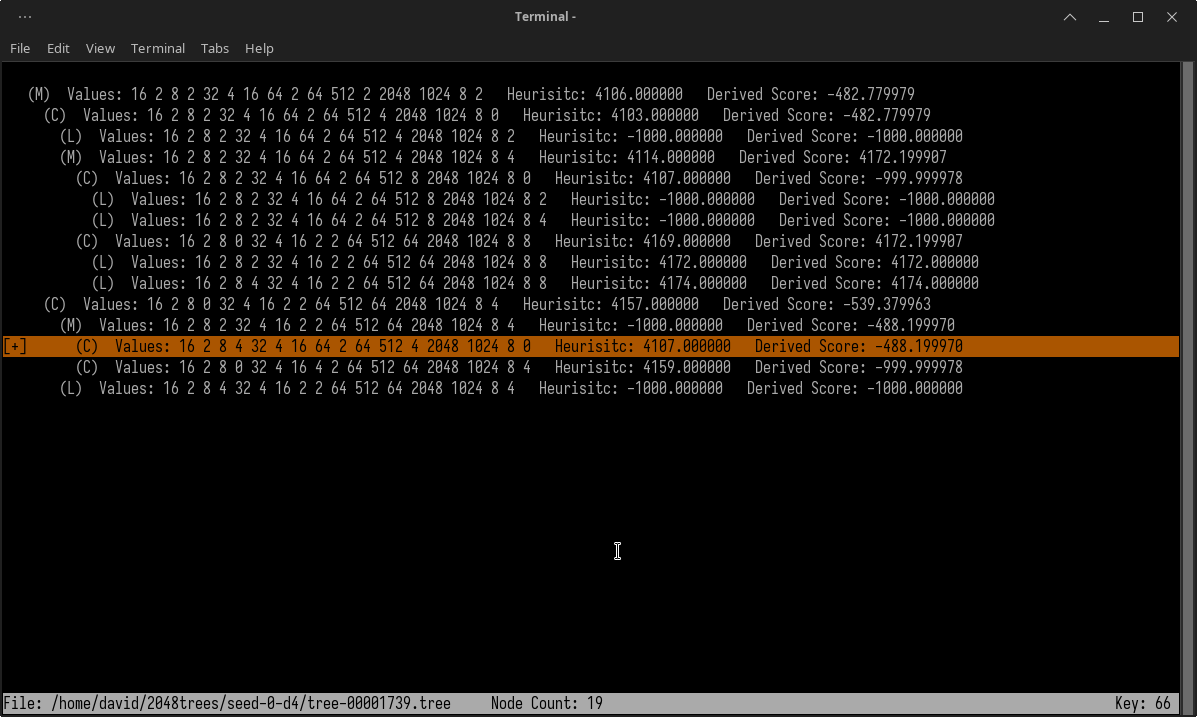 ...
Terminal -
File Edit View Terminal Tabs Help
(M) Values: 16 2 8 2 32 4 16 64 2 64 512 2 2048 1024 8 2 Heurisitc: 4106.000000 Derived Score: -482.779979
(C) Values: 16 2 8 2 32 4 16 64 2 64 512 4 2048 1024 8 0 Heurisitc: 4103.000000 Derived Score: -482.779979
(L) Values: 16 2 8 2 32 4 16 64 2 64 512 4 2048 1024 8 2 Heurisitc: -1000.000000 Derived Score: -1000.000000
(M) Values: 16 2 8 2 32 4 16 64 2 64 512 4 2048 1024 8 4 Heurisitc: 4114.000000 Derived Score: 4172.199907
(C) Values: 16 2 8 2 32 4 16 64 2 64 512 8 2048 1024 8 0 Heurisitc: 4107.000000 Derived Score: -999.999978
(L) Values: 16 2 8 2 32 4 16 64 2 64 512 8 2048 1024 8 2 Heurisitc: -1000.000000 Derived Score: -1000.000000
(L) Values: 16 2 8 2 32 4 16 64 2 64 512 8 2048 1024 8 4 Heurisitc: -1000.000000 Derived Score: -1000.000000
(C) Values: 16 2 8 0 32 4 16 2 2 64 512 64 2048 1024 8 8 Heurisitc: 4169.000000 Derived Score: 4172.199907
(L) Values: 16 2 8 2 32 4 16 2 2 64 512 64 2048 1024 8 8 Heurisitc: 4172.000000 Derived Score: 4172.000000
(L) Values: 16 2 8 4 32 4 16 2 2 64 512 64 2048 1024 8 8 Heurisitc: 4174.000000 Derived Score: 4174.000000
(C) Values: 16 2 8 0 32 4 16 2 2 64 512 64 2048 1024 8 4 Heurisitc: 4157.000000 Derived Score: -539.379963
(M) Values: 16 2 8 2 32 4 16 2 2 64 512 64 2048 1024 8 4 Heurisitc: -1000.000000 Derived Score: -488.199970
[+] (C) Values: 16 2 8 4 32 4 16 64 2 64 512 4 2048 1024 8 0 Heurisitc: 4107.000000 Derived Score: -488.199970
(C) Values: 16 2 8 0 32 4 16 4 2 64 512 64 2048 1024 8 4 Heurisitc: 4159.000000 Derived Score: -999.999978
(L) Values: 16 2 8 4 32 4 16 2 2 64 512 64 2048 1024 8 4 Heurisitc: -1000.000000 Derived Score: -1000.000000
File: /home/david/2048trees/seed-0-d4/tree-00001739.tree Node Count: 19 Key: 66